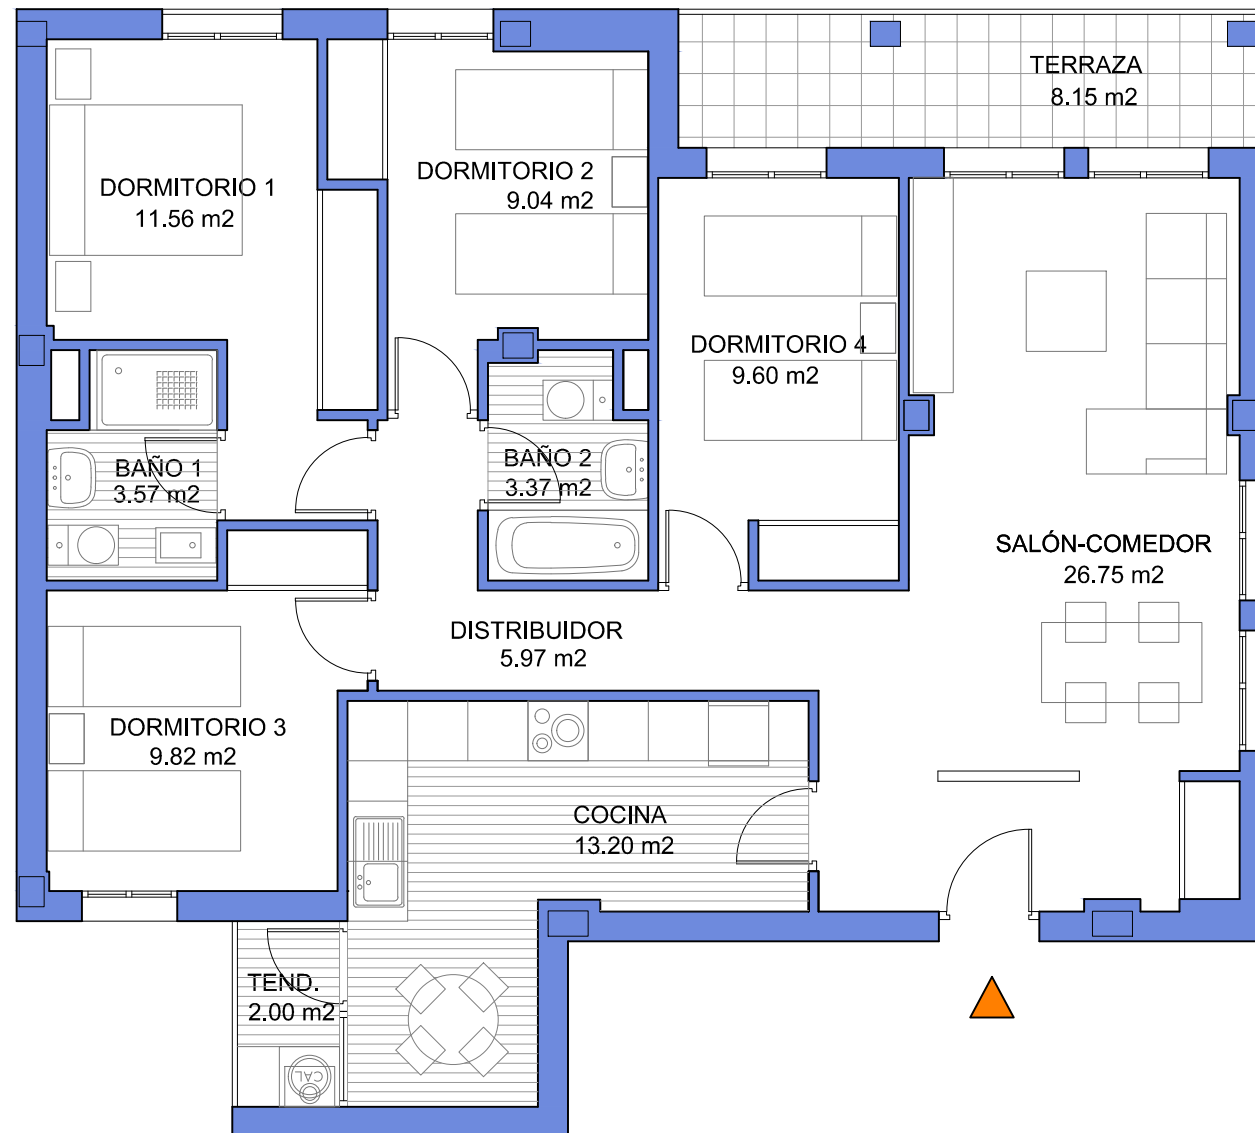 TERRAZA
8.15 m2
DORMITORIO 1
11.56 m2
DORMITORIO 2
9.04 m2
DORMITORIO 4
9.60 m2
BAÑO 1
3.57 m2
BAÑO 2
3.37 m2
SALÓN-COMEDOR
26.75 m2
DISTRIBUIDOR
5.97 m2
DORMITORIO 3
9.82 m2
COCINA
13.20 m2
TEND.
2.00 m2
CAL